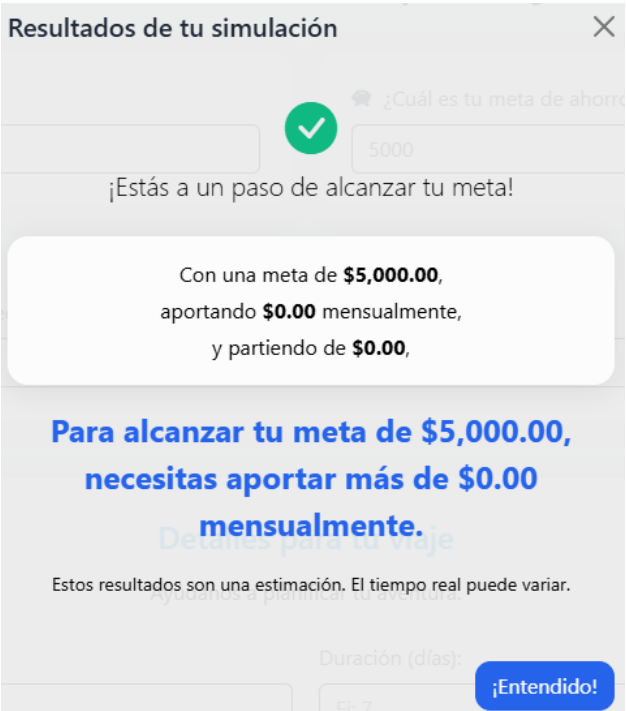 Resultados de tu simulación
¿Cuál es tu meta de ahorro
5000
¡Estás a un paso de alcanzar tu meta!
Con una meta de $5,000.00,
aportando $0.00 mensualmente,
y partiendo de $0.00,
Para alcanzar tu meta de $5,000.00,
necesitas aportar más de $0.00
mensualmente.
Detalles para tu viaje
Estos resultados son una estimación. El tiempo real puede variar.
Ayúdanos a planificar tu aventura.
Duración (días):
¡Entendido!
Ej: 7